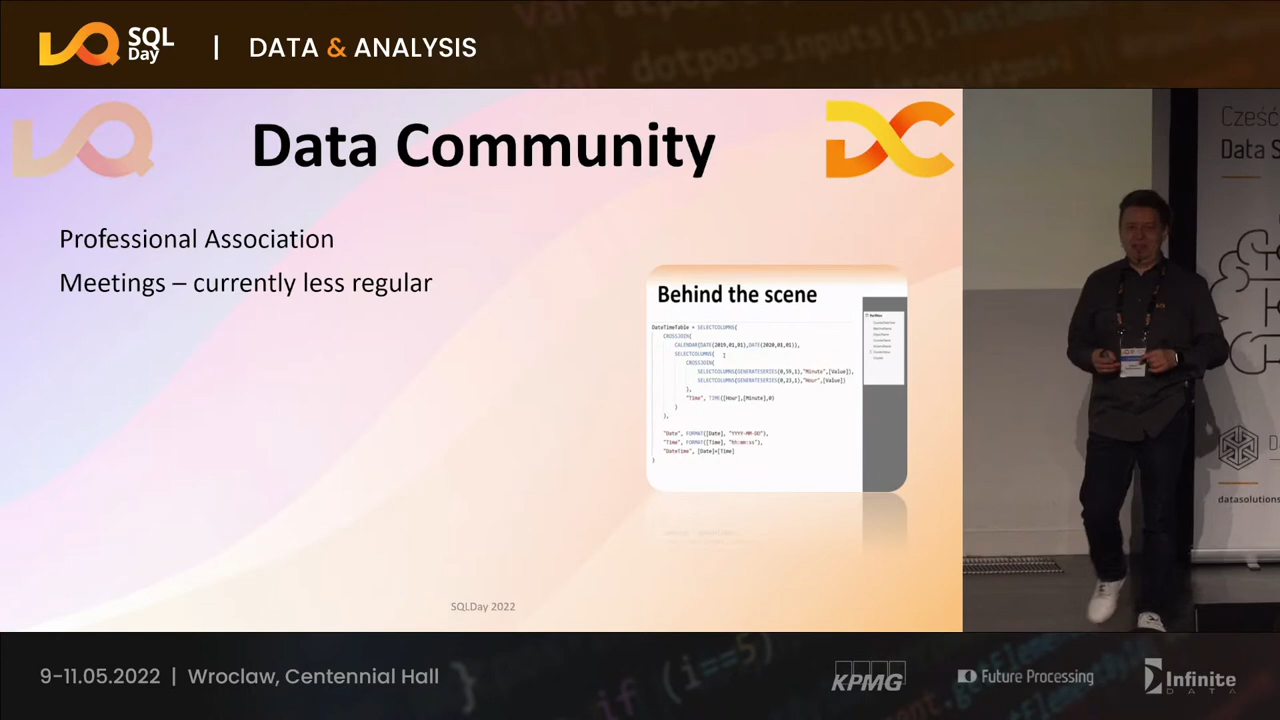 SQL
Day
| DATA & ANALYSIS
Data Community
DC
Professional Association
Meetings – currently less regular
Behind the scene
DateTimeTable = SELECTCOLUMNS(
CROSSJOIN(
CALENDAR(DATE(2019,01,01),DATE(2020,01,01)),
SELECTCOLUMNS(
CROSSJOIN(
SELECTCOLUMNS(GENERATESERIES(0,59,1),"Minute",[Value]),
SELECTCOLUMNS(GENERATESERIES(0,23,1),"Hour",[Value])
),
"Time", TIME([Hour],[Minute],0)
)
),
"Date", FORMAT([Date], "YYYY-MM-DD"),
"Time", FORMAT([Time], "hh:mm:ss"),
"DateTime", [Date]+[Time]
)
SQLDay 2022
Cześć
Data S
datasolutions
9-11.05.2022 | Wroclaw, Centennial Hall
KPMG
Future Processing
Infinite
DATA